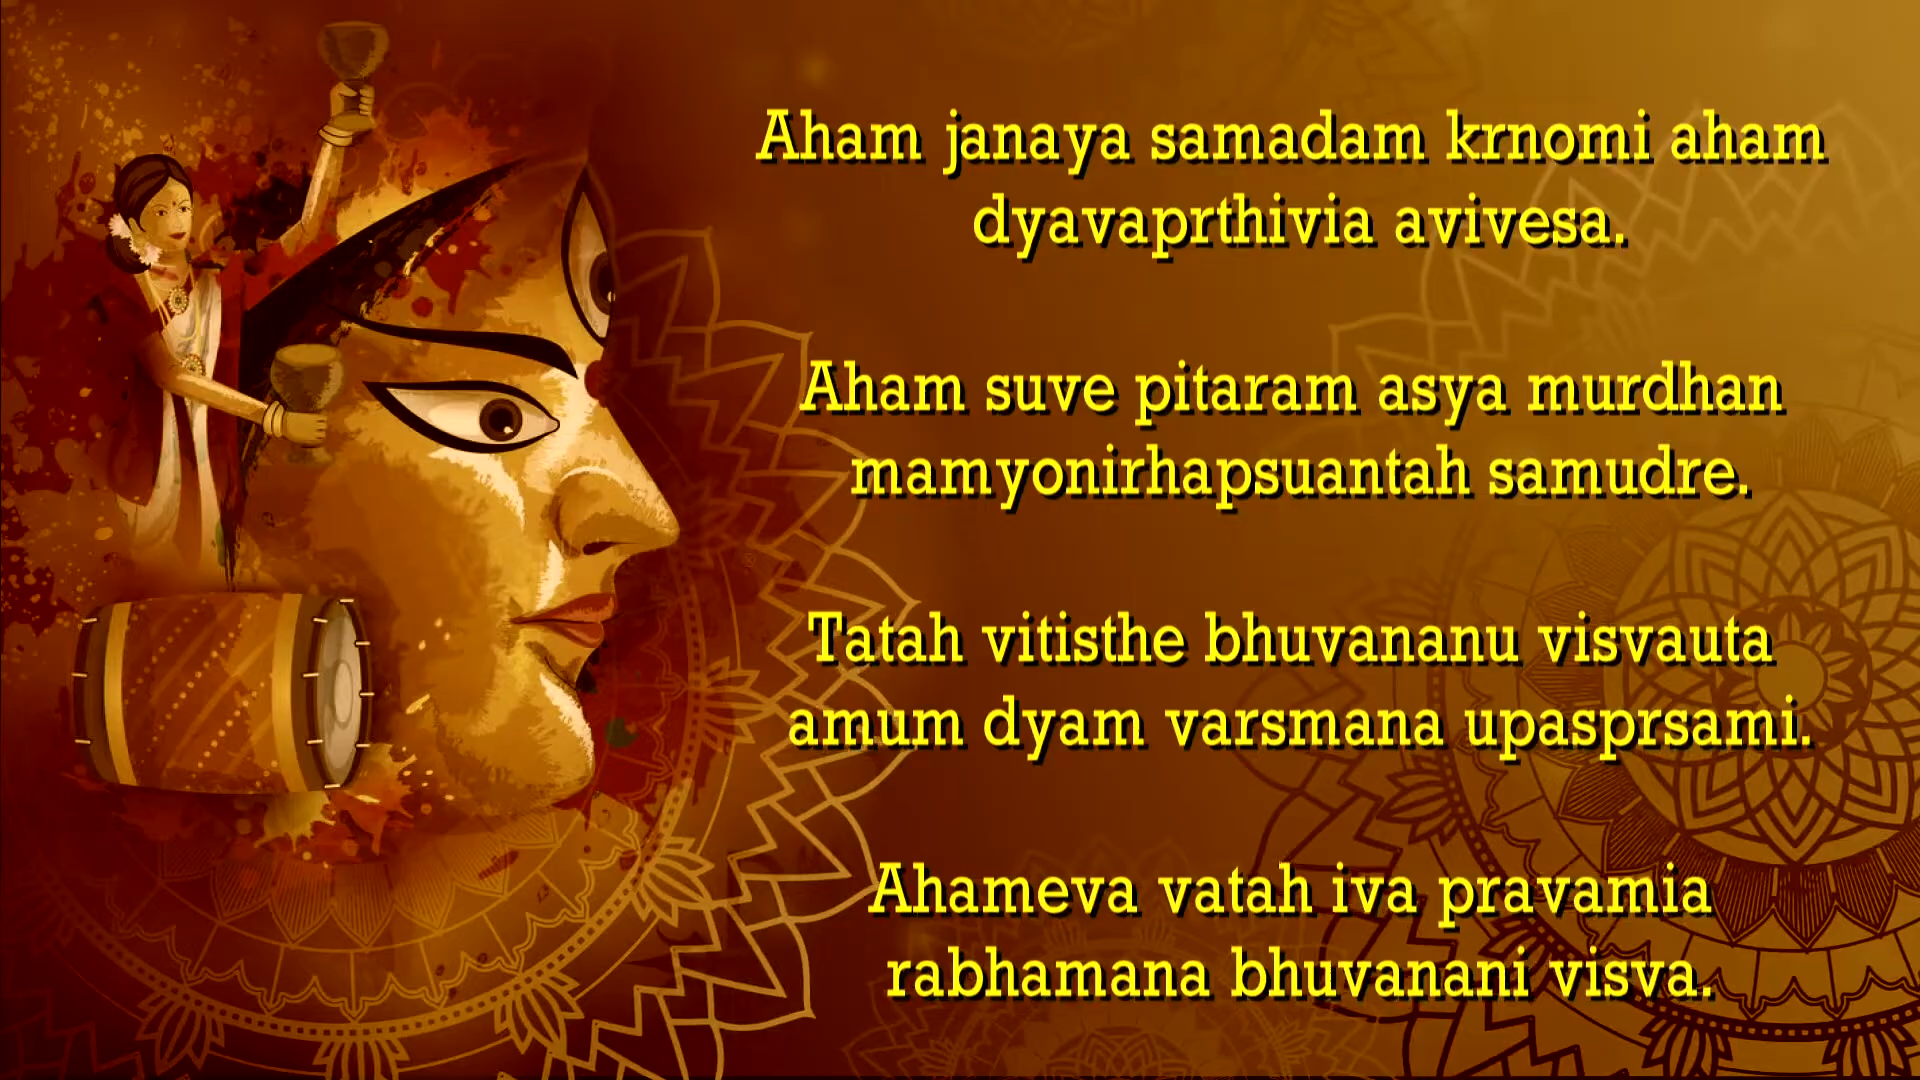 Aham janaya samadam krnomi aham
dyavaprthivia avivesa.
Aham suve pitaram asya murdhan
mamyonirhapsuantah samudre.
Tatah vitisthe bhuvananu visvauta
amum dyam varsmana upasprsami.
Ahameva vatah iva pravamia
rabhamana bhuvanani visva.